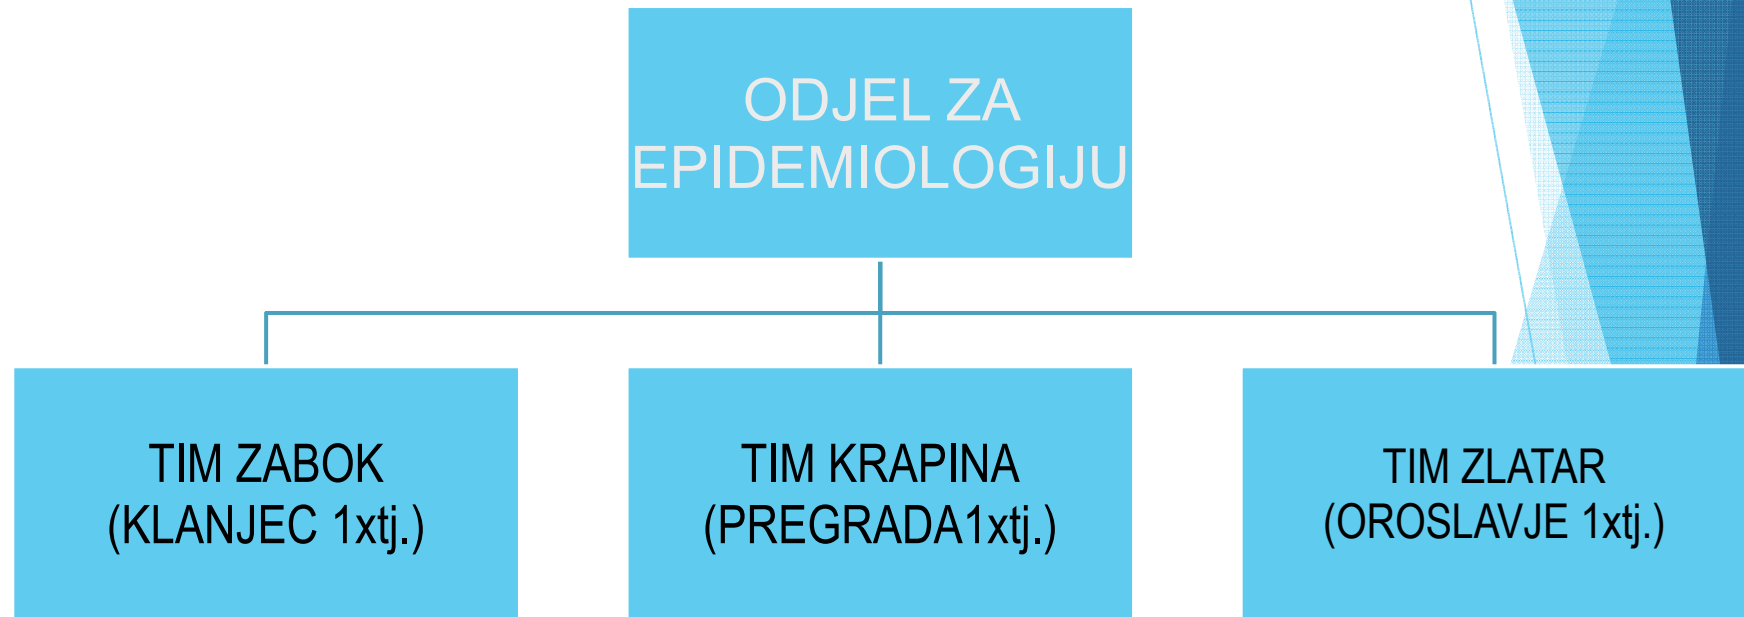 ODJEL ZA
EPIDEMIOLOGIJU
TIM ZABOK
(KLANJEC 1xtj.)
TIM KRAPINA
(PREGRADA1xtj.)
TIM ZLATAR
(OROSLAVJE 1xtj.)